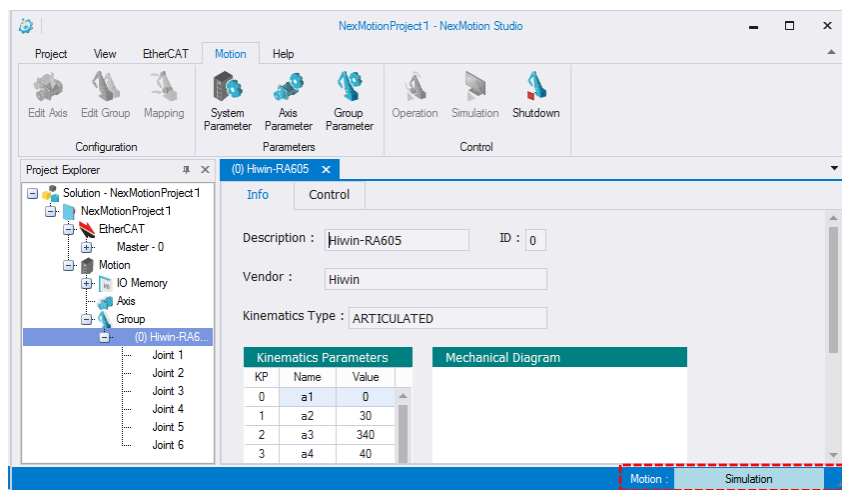 NexMotionProject1 - NexMotion Studio
Project View EtherCAT Motion Help
Edit Axis Edit Group Mapping System Parameter Axis Parameter Group Parameter Operation Simulation Shutdown
Configuration Parameters Control
Project Explorer
(0) Hiwin-RA605
Solution - NexMotionProject1
NexMotionProject1
EtherCAT
Master - 0
Motion
IO Memory
Axis
Group
(0) Hiwin-RA6...
Joint 1
Joint 2
Joint 3
Joint 4
Joint 5
Joint 6
Info Control
Description : Hiwin-RA605 ID : 0
Vendor : Hiwin
Kinematics Type : ARTICULATED
Kinematics Parameters
KP Name Value
0 a1 0
1 a2 30
2 a3 340
3 a4 40
Mechanical Diagram
Motion : Simulation